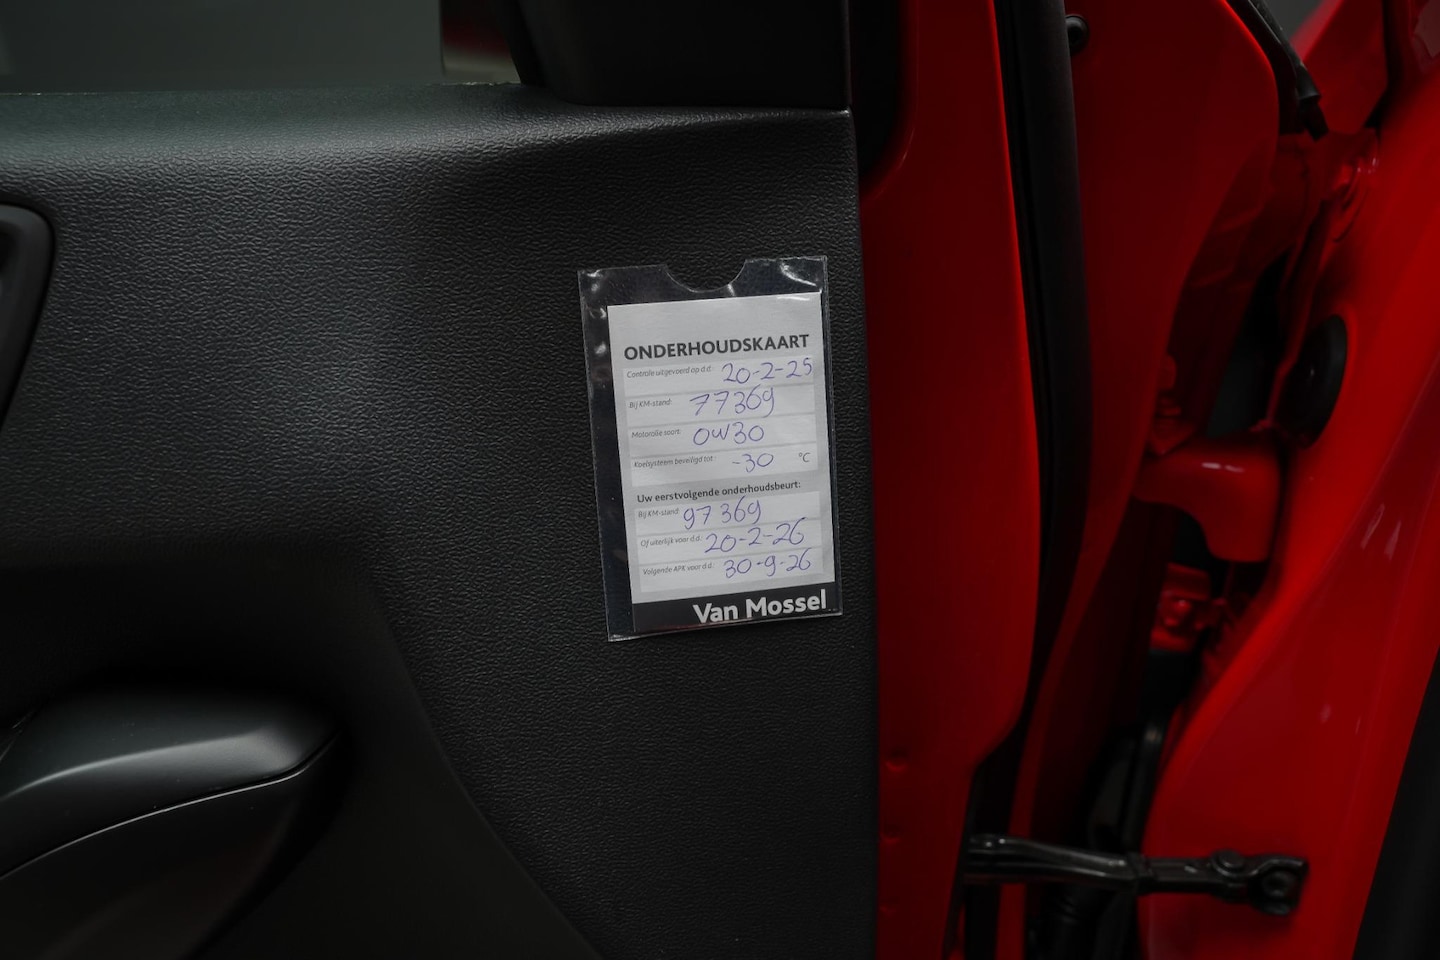 ONDERHOUDSKAART
Controle uitgevoerd op d.d.: 20-2-25
Bij KM-stand: 77369
Motorolie soort: 0W30
Koelsysteem beveiligd tot: -30 °C
Uw eerstvolgende onderhoudsbeurt:
Bij KM-stand: 97369
Of uiterlijk voor d.d.: 20-2-26
Volgende APK voor d.d.: 30-9-26
Van Mossel